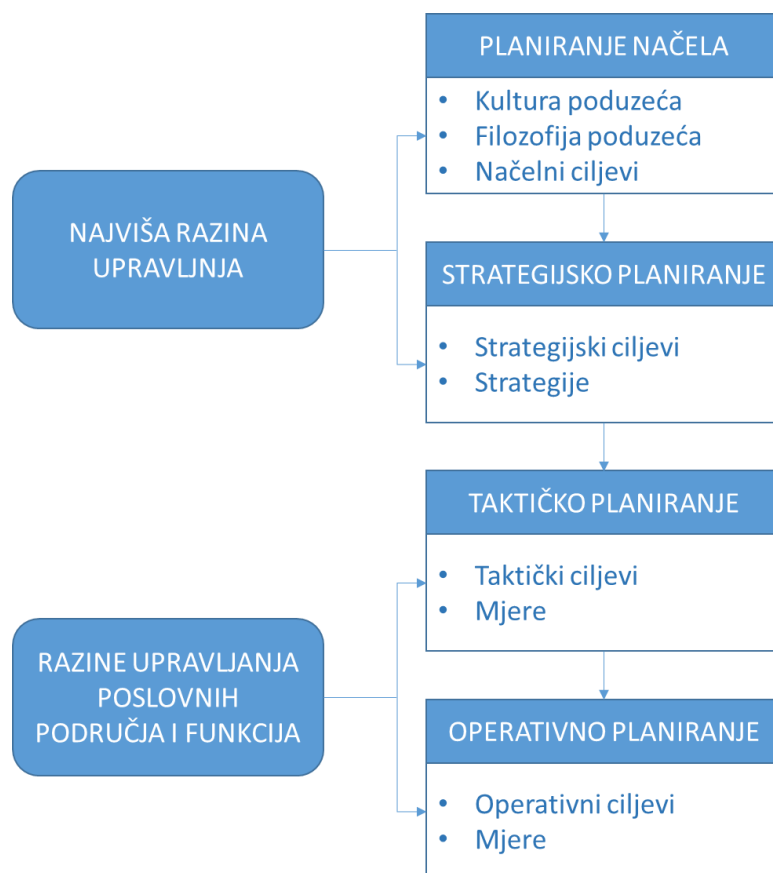 PLANIRANJE NAČELA
• Kultura poduzeća
• Filozofija poduzeća
• Načelni ciljevi
NAJVIŠA RAZINA
UPRAVLJNJA
STRATEGIJSKO PLANIRANJE
• Strategijski ciljevi
• Strategije
TAKTIČKO PLANIRANJE
• Taktički ciljevi
• Mjere
RAZINE UPRAVLJANJA
POSLOVNIH
PODRUČJA I FUNKCIJA
OPERATIVNO PLANIRANJE
• Operativni ciljevi
• Mjere